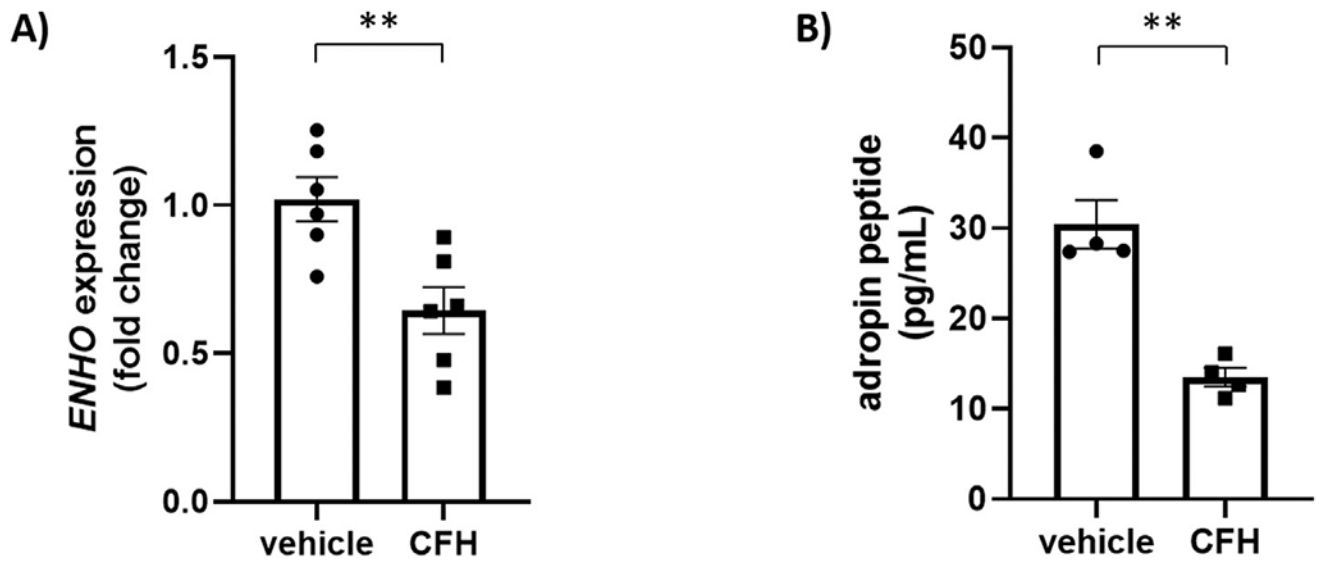 A)
**
1.5
1.0
0.5
0.0
ENHO expression
(fold change)
vehicle CFH
B)
**
50
40
30
20
10
0
adropin peptide
(pg/mL)
vehicle CFH